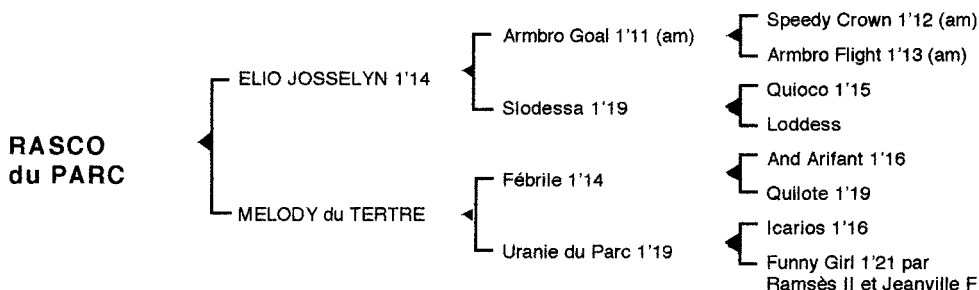 Speedy Crown 1'12 (am)
Armbro Goal 1'11 (am)
Armbro Flight 1'13 (am)
ELIO JOSSELYN 1'14
Quioco 1'15
Slodessa 1'19
Loddess
RASCO
du PARC
And Arifant 1'16
Fébrile 1'14
Quilote 1'19
MELODY du TERTRE
Icarios 1'16
Uranie du Parc 1'19
Funny Girl 1'21 par
Ramsès II et Jeanville F